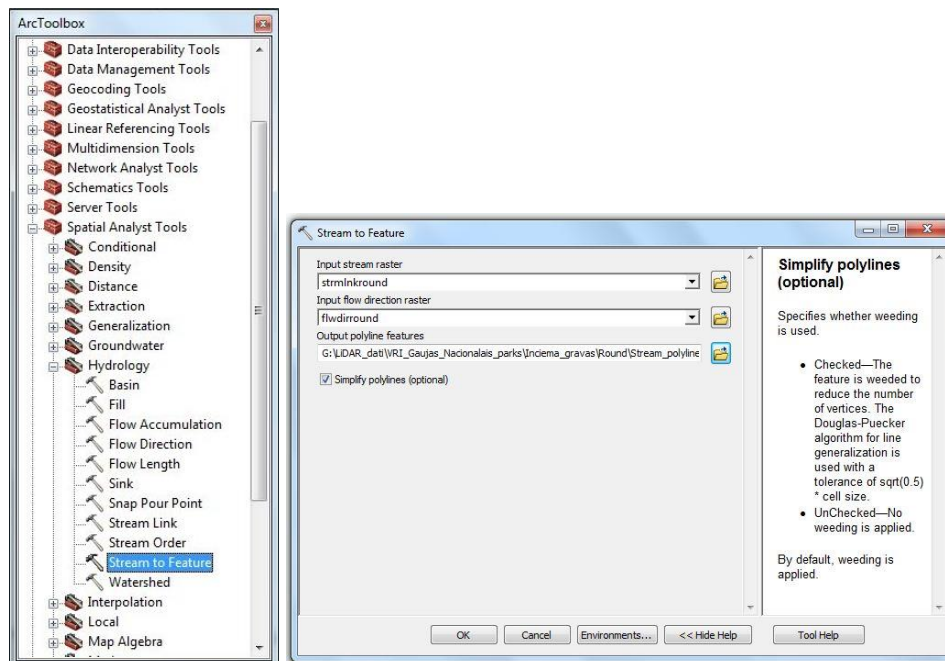 ArcToolbox
Data Interoperability Tools
Data Management Tools
Geocoding Tools
Geostatistical Analyst Tools
Linear Referencing Tools
Multidimension Tools
Network Analyst Tools
Schematics Tools
Server Tools
Spatial Analyst Tools
Conditional
Density
Distance
Extraction
Generalization
Groundwater
Hydrology
Basin
Fill
Flow Accumulation
Flow Direction
Flow Length
Sink
Snap Pour Point
Stream Link
Stream Order
Stream to Feature
Watershed
Interpolation
Local
Map Algebra
Stream to Feature
Input stream raster
strmlnkround
Input flow direction raster
flwdirround
Output polyline features
G:\LiDAR_dati\VRI_Gaujas_Nacionalais_parks\Inciema_gravas\Round\Stream_polyline
Simplify polylines (optional)
Simplify polylines
(optional)
Specifies whether weeding
is used.
• Checked—The
feature is weeded to
reduce the number
of vertices. The
Douglas-Puecker
algorithm for line
generalization is
used with a
tolerance of sqrt(0.5)
* cell size.
• UnChecked—No
weeding is applied.
By default, weeding is
applied.
OK
Cancel
Environments...
<< Hide Help
Tool Help